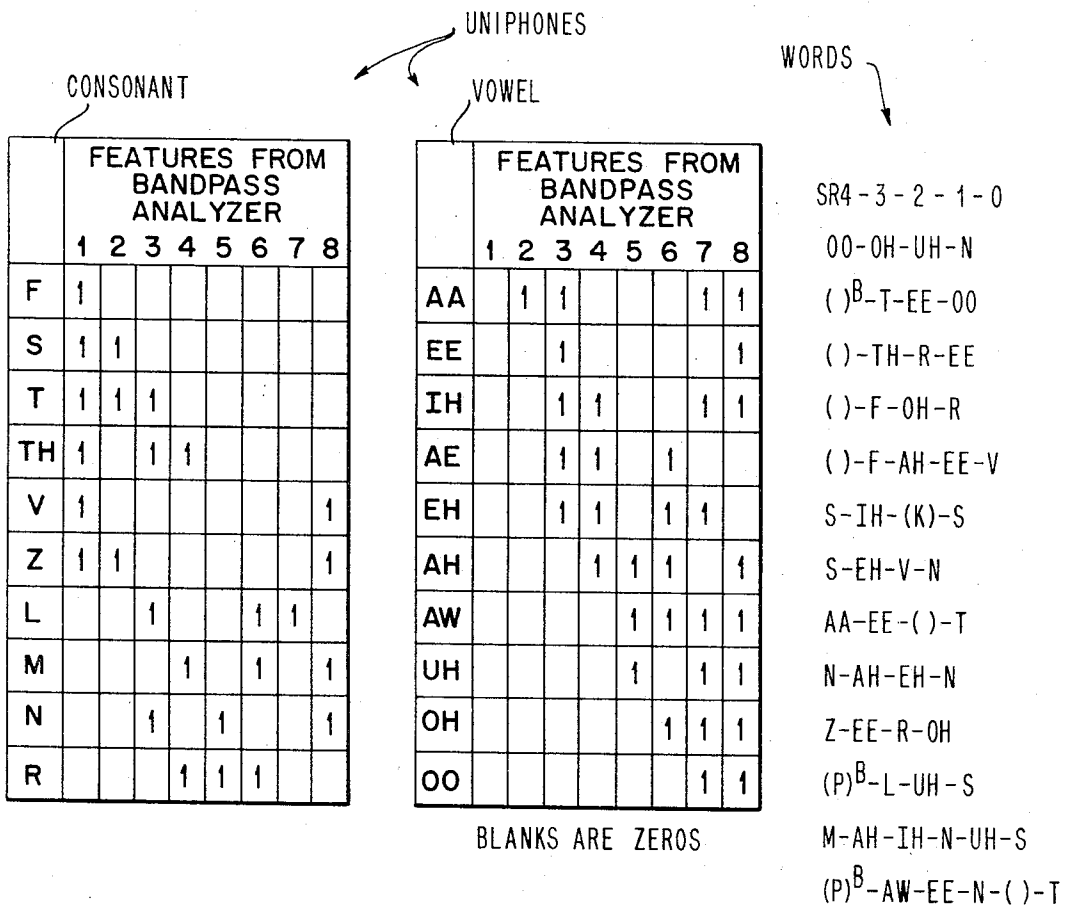 UNIPHONES
CONSONANT
FEATURES FROM
BANDPASS
ANALYZER
1 2 3 4 5 6 7 8
F 1
S 1 1
T 1 1 1
TH 1 1 1
V 1 1
Z 1 1 1
L 1 1 1
M 1 1 1
N 1 1 1
R 1 1 1
VOWEL
FEATURES FROM
BANDPASS
ANALYZER
1 2 3 4 5 6 7 8
AA 1 1 1 1
EE 1 1
IH 1 1 1 1
AE 1 1 1
EH 1 1 1 1
AH 1 1 1 1
AW 1 1 1 1
UH 1 1 1
OH 1 1 1
OO 1 1
BLANKS ARE ZEROS
WORDS
SR4-3-2-1-0
OO-OH-UH-N
( )B-T-EE-OO
( )-TH-R-EE
( )-F-OH-R
( )-F-AH-EE-V
S-IH-(K)-S
S-EH-V-N
AA-EE-( )-T
N-AH-EH-N
Z-EE-R-OH
(P)B-L-UH-S
M-AH-IH-N-UH-S
(P)B-AW-EE-N-( )-T